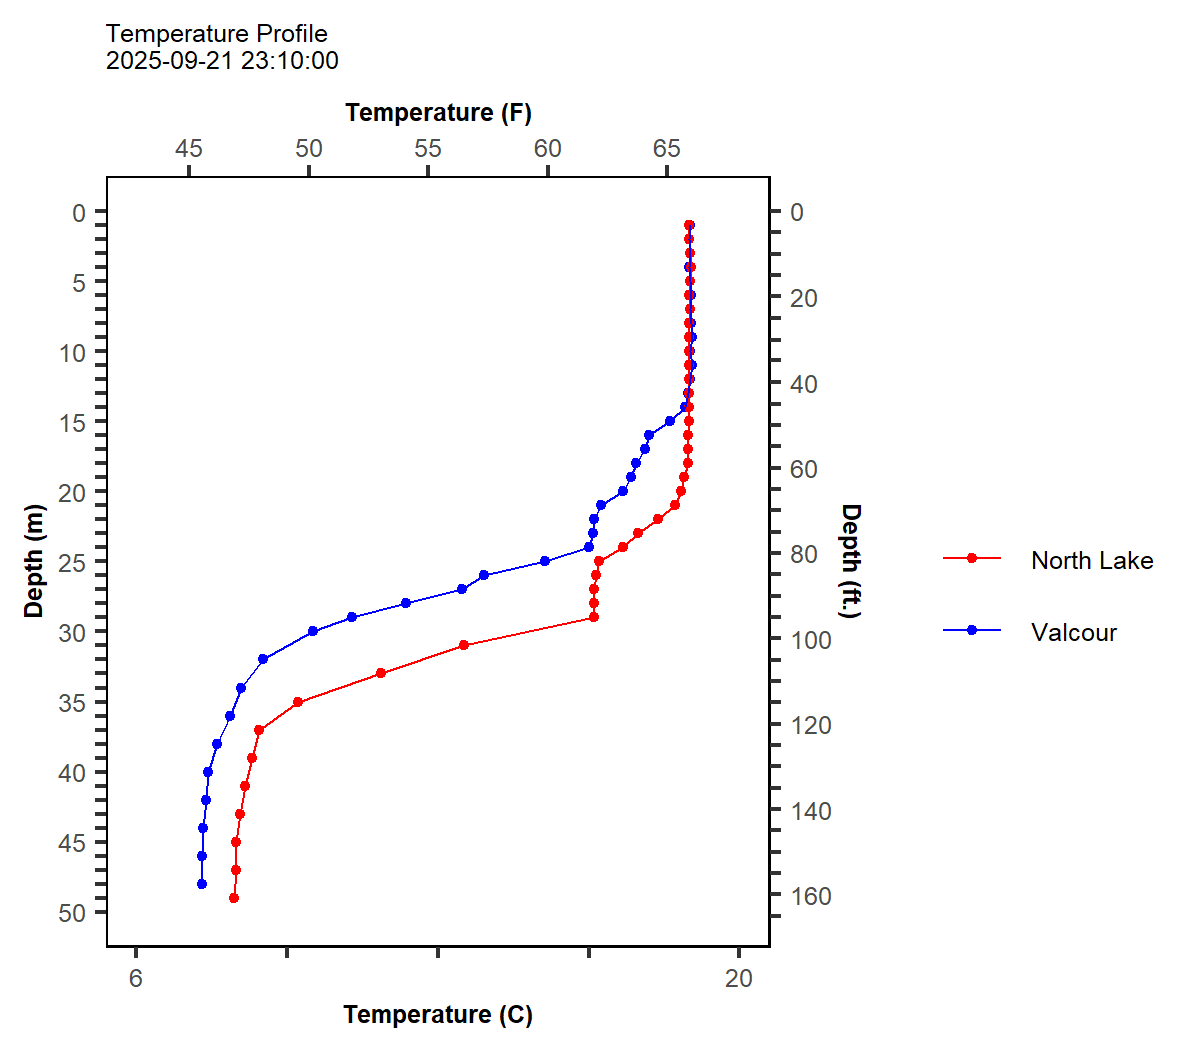 Temperature Profile
2025-09-21 23:10:00
Temperature (F)
45 50 55 60 65
0 0
5
20
10
40
15
60
20
80
25
100
30
35
120
40
140
45
160
50
Depth (m)
Depth (ft.)
North Lake
Valcour
6 20
Temperature (C)